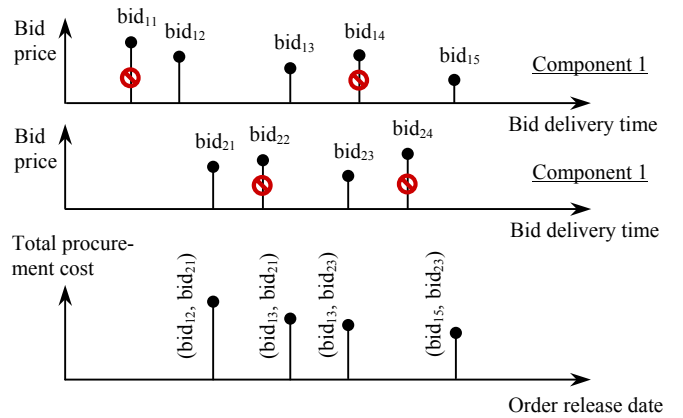 Bid
price
bid11
bid12
bid13
bid14
bid15
Component 1
Bid delivery time
Bid
price
bid21
bid22
bid23
bid24
Component 1
Bid delivery time
Total procure-
ment cost
(bid12, bid21)
(bid13, bid21)
(bid13, bid23)
(bid15, bid23)
Order release date